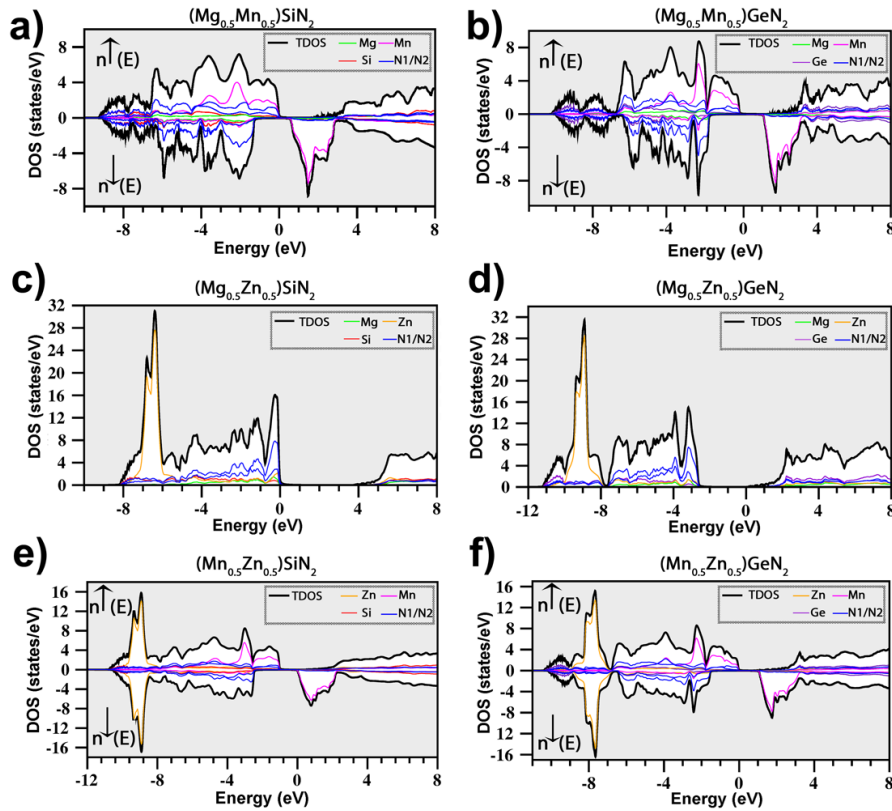 a)
(Mg0.5Mn0.5)SiN2
n↑(E)
TDOS Mg Mn
Si N1/N2
8
4
0
-4
-8
DOS (states/eV)
n↓(E)
-8 -4 0 4 8
Energy (eV)
b)
(Mg0.5Mn0.5)GeN2
n↑(E)
TDOS Mg Mn
Ge N1/N2
8
4
0
-4
-8
DOS (states/eV)
n↓(E)
-8 -4 0 4 8
Energy (eV)
c)
(Mg0.5Zn0.5)SiN2
TDOS Mg Zn
Si N1/N2
32
28
24
20
16
12
8
4
0
DOS (states/eV)
-8 -4 0 4 8
Energy (eV)
d)
(Mg0.5Zn0.5)GeN2
TDOS Mg Zn
Ge N1/N2
32
28
24
20
16
12
8
4
0
DOS (states/eV)
-12 -8 -4 0 4 8
Energy (eV)
e)
(Mn0.5Zn0.5)SiN2
n↑(E)
TDOS Zn Mn
Si N1/N2
16
12
8
4
0
-4
-8
-12
-16
DOS (states/eV)
n↓(E)
-12 -8 -4 0 4 8
Energy (eV)
f)
(Mn0.5Zn0.5)GeN2
n↑(E)
TDOS Zn Mn
Ge N1/N2
16
12
8
4
0
-4
-8
-12
-16
DOS (states/eV)
n↓(E)
-8 -4 0 4 8
Energy (eV)